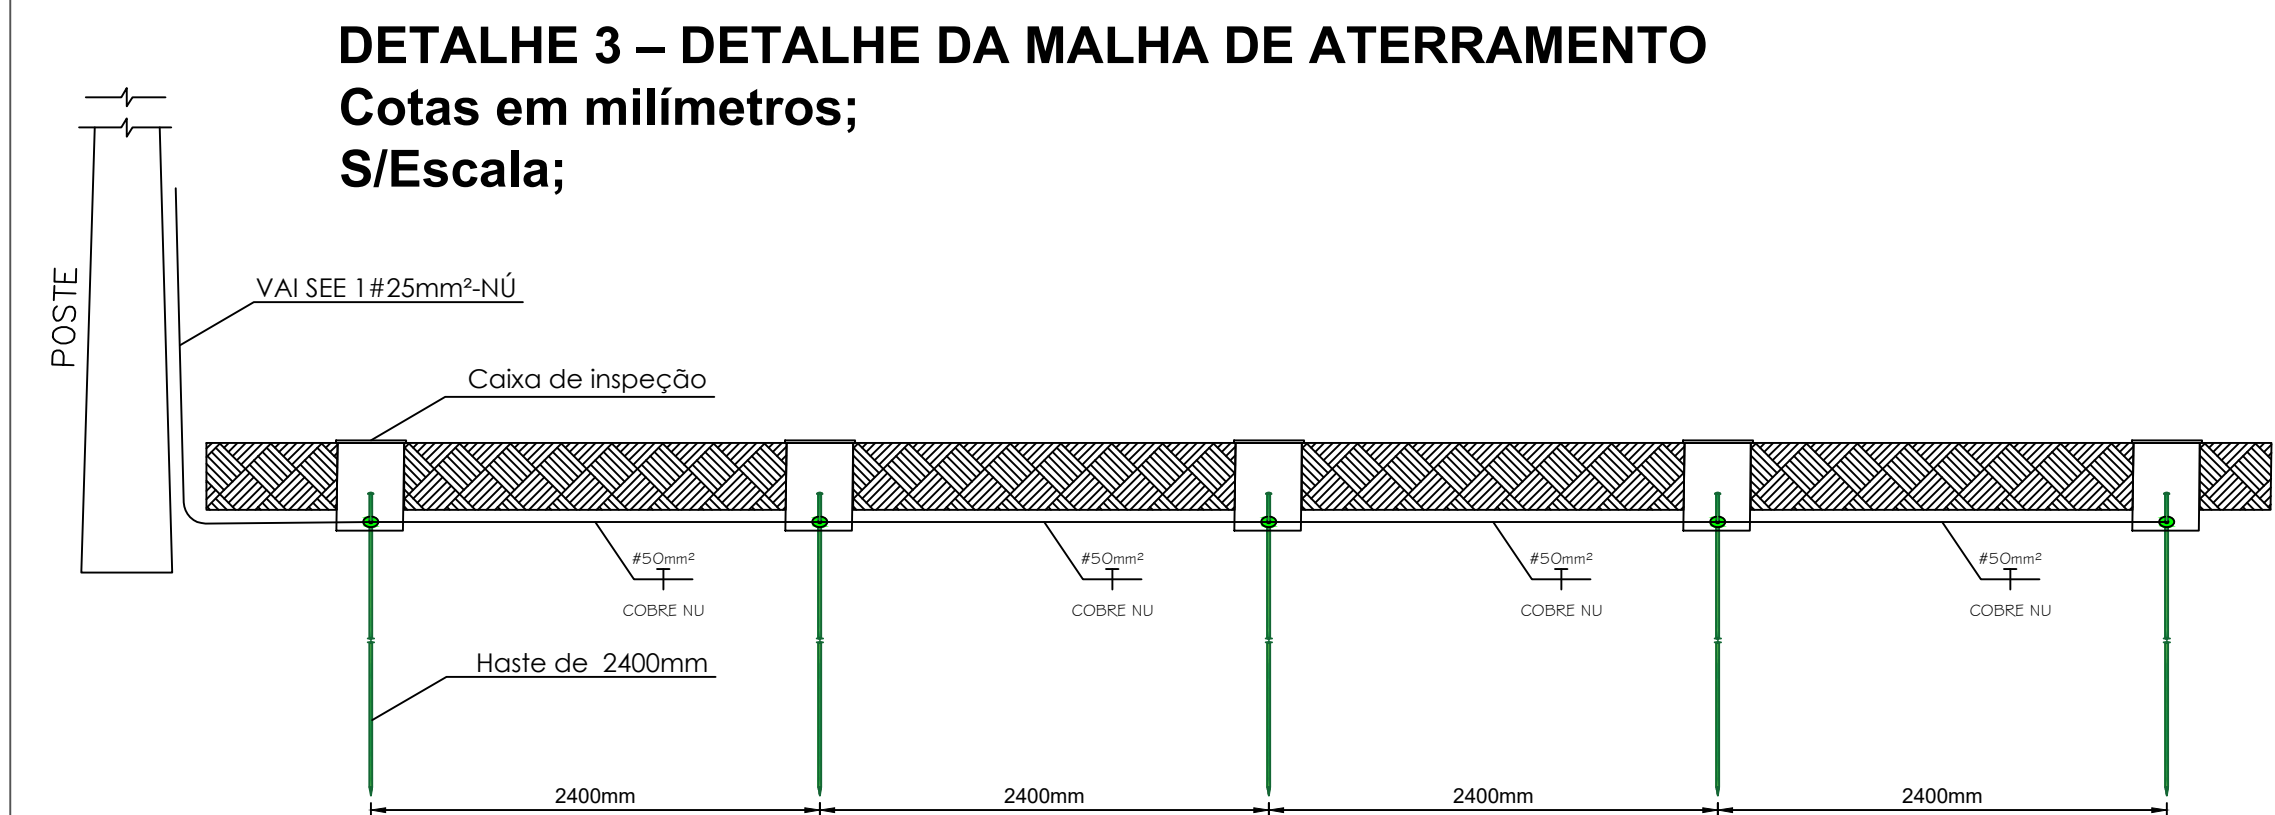 DETALHE 3 – DETALHE DA MALHA DE ATERRAMENTO
Cotas em milímetros;
S/Escala;
POSTE
VAI SEE 1#25mm²-NÚ
Caixa de inspeção
#50mm²
COBRE NU
#50mm²
COBRE NU
#50mm²
COBRE NU
#50mm²
COBRE NU
Haste de 2400mm
2400mm
2400mm
2400mm
2400mm